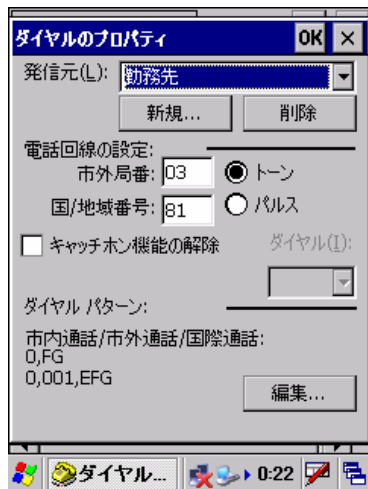 ダイヤルのプロパティ OK ×
発信元(L): 勤務先
新規... 削除
電話回線の設定:
市外局番: 03 トーン
国/地域番号: 81 パルス
キャッチホン機能の解除 ダイヤル(I):
ダイヤル パターン:
市内通話/市外通話/国際通話:
0,FG
0,001,EFG
編集...
ダイヤル... 0:22